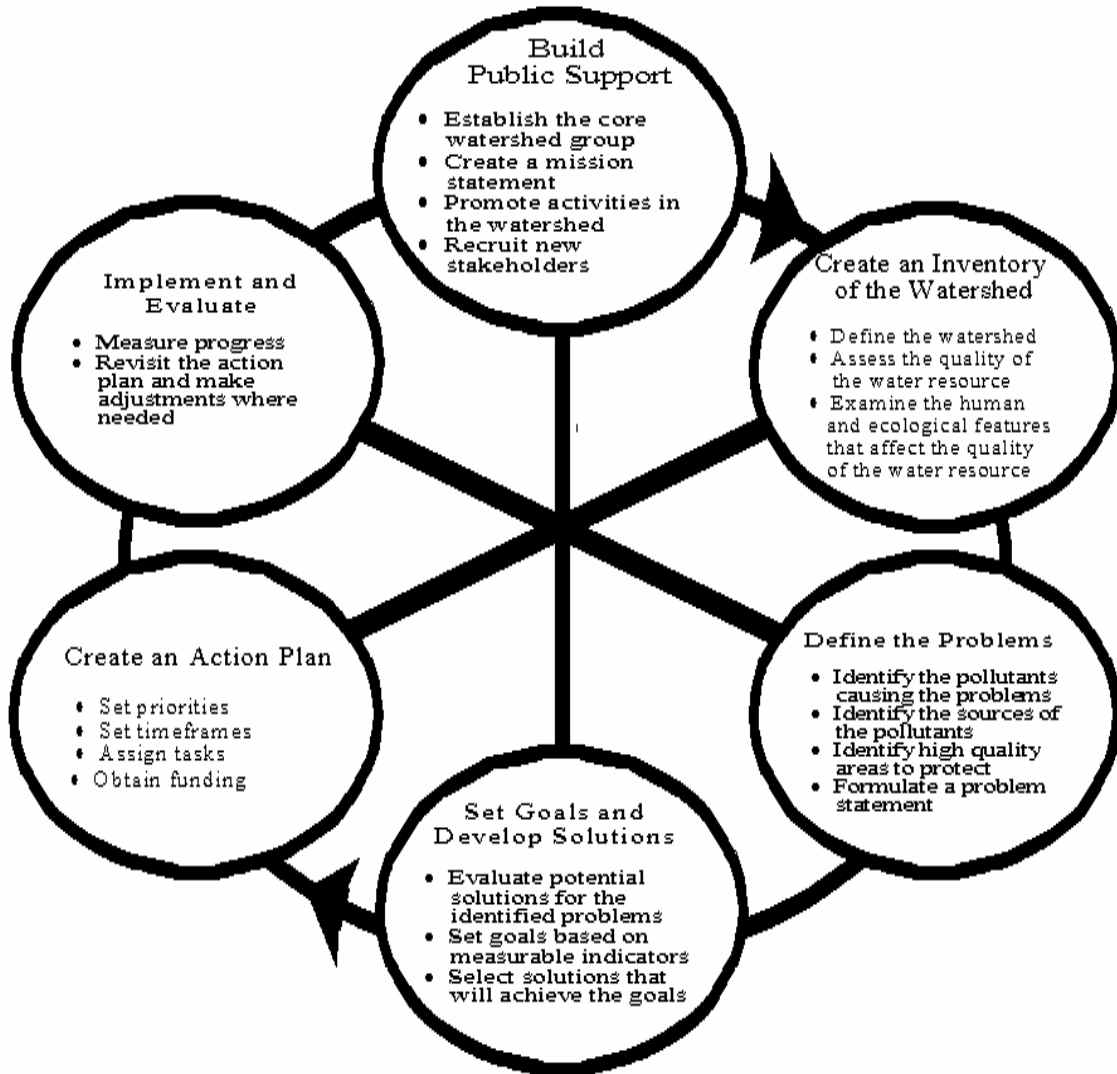 Build
Public Support
• Establish the core
watershed group
• Create a mission
statement
• Promote activities in
the watershed
• Recruit new
stakeholders
Create an Inventory
of the Watershed
• Define the watershed
• Assess the quality of
the water resource
• Examine the human
and ecological features
that affect the quality
of the water resource
Define the Problems
• Identify the pollutants
causing the problems
• Identify the sources of
the pollutants
• Identify high quality
areas to protect
• Formulate a problem
statement
Set Goals and
Develop Solutions
• Evaluate potential
solutions for the
identified problems
• Set goals based on
measurable indicators
• Select solutions that
will achieve the goals
Create an Action Plan
• Set priorities
• Set timeframes
• Assign tasks
• Obtain funding
Implement and
Evaluate
• Measure progress
• Revisit the action
plan and make
adjustments where
needed